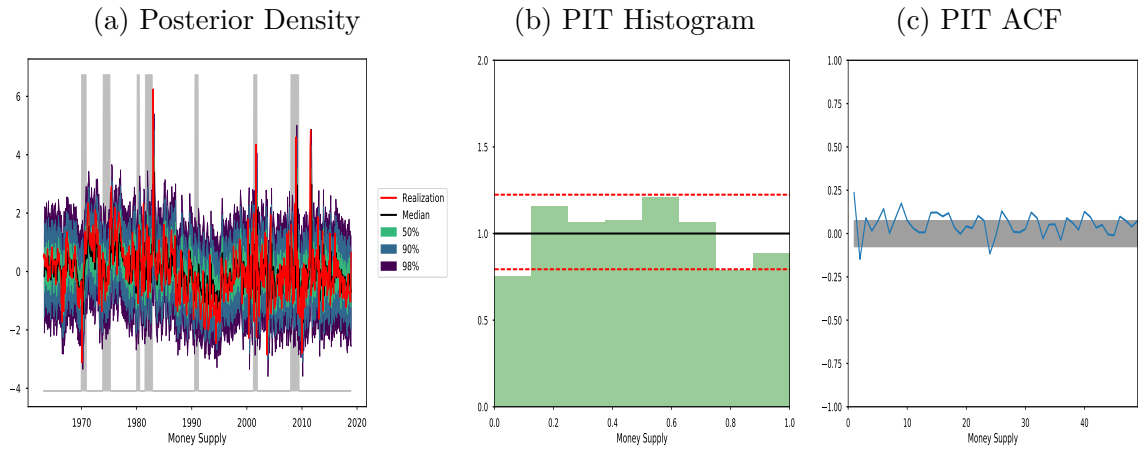 (a) Posterior Density
(b) PIT Histogram
(c) PIT ACF
6
4
2
0
−2
−4
1970 1980 1990 2000 2010 2020
Money Supply
Realization
Median
50%
90%
98%
2.0
1.5
1.0
0.5
0.0
0.0 0.2 0.4 0.6 0.8 1.0
Money Supply
1.00
0.75
0.50
0.25
0.00
−0.25
−0.50
−0.75
−1.00
0 10 20 30 40
Money Supply